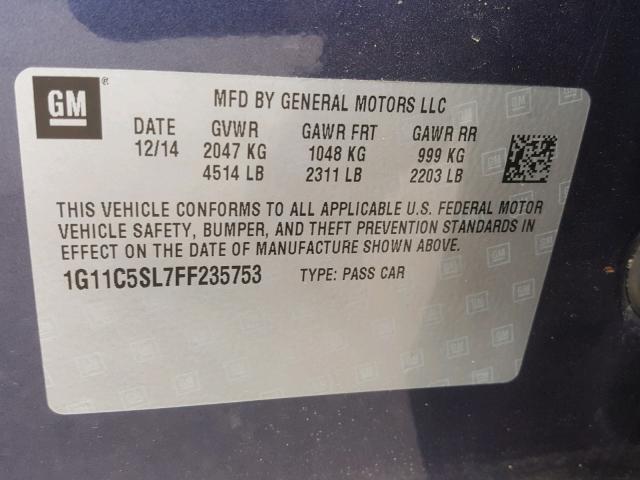 GM ® MFD BY GENERAL MOTORS LLC
DATE GVWR GAWR FRT GAWR RR
12/14 2047 KG 1048 KG 999 KG
4514 LB 2311 LB 2203 LB
THIS VEHICLE CONFORMS TO ALL APPLICABLE U.S. FEDERAL MOTOR
VEHICLE SAFETY, BUMPER, AND THEFT PREVENTION STANDARDS IN
EFFECT ON THE DATE OF MANUFACTURE SHOWN ABOVE.
1G11C5SL7FF235753 TYPE: PASS CAR